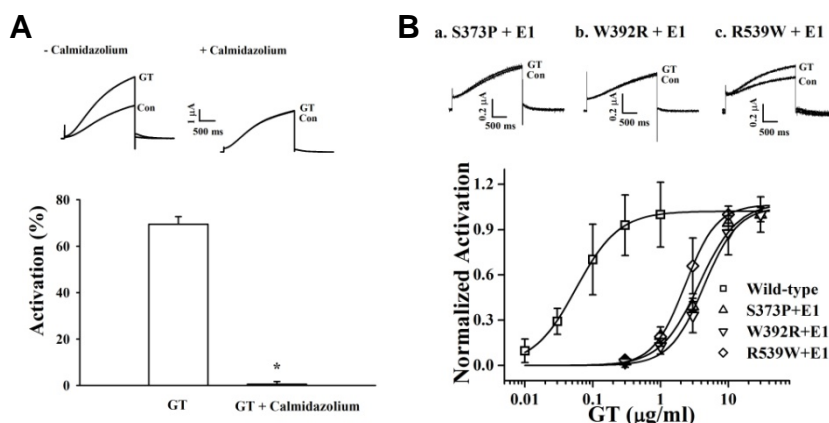 A
- Calmidazolium
+ Calmidazolium
GT
Con
1 µA
500 ms
GT
Con
Activation (%)
80
60
40
20
0
*
GT
GT + Calmidazolium
B
a. S373P + E1
b. W392R + E1
c. R539W + E1
GT
Con
0.2 µA
500 ms
GT
Con
0.2 µA
500 ms
GT
Con
0.2 µA
500 ms
Normalized Activation
1.2
0.9
0.6
0.3
0.0
Wild-type
S373P+E1
W392R+E1
R539W+E1
0.01
0.1
1
10
GT (µg/ml)